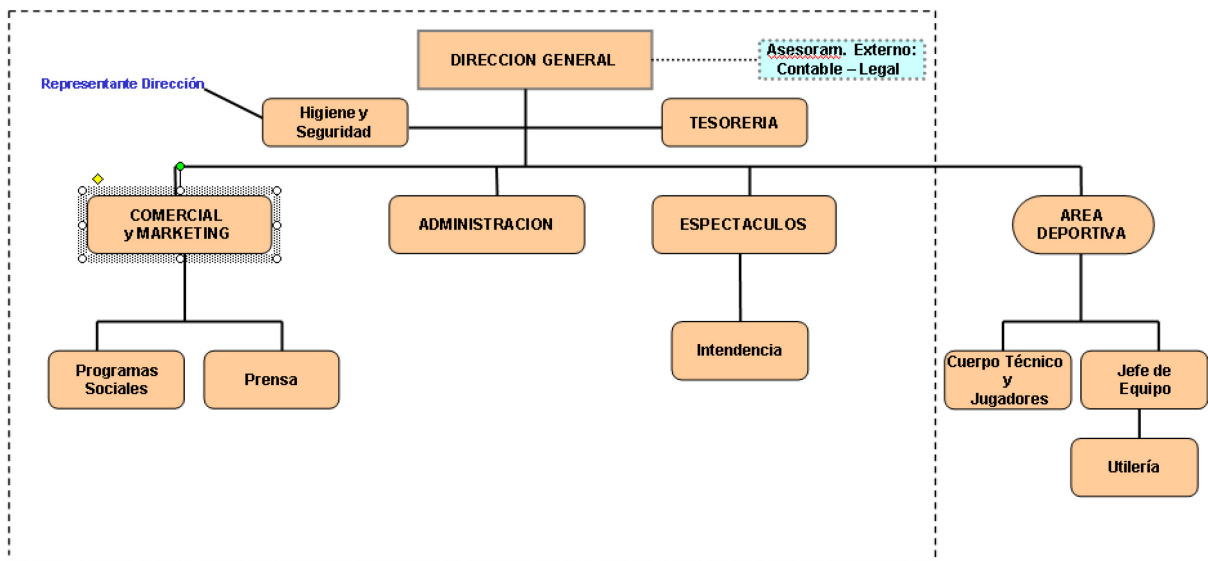 DIRECCION GENERAL
Asesoram. Externo:
Contable – Legal
Representante Dirección
Higiene y
Seguridad
TESORERIA
COMERCIAL
y MARKETING
ADMINISTRACION
ESPECTACULOS
AREA
DEPORTIVA
Programas
Sociales
Prensa
Intendencia
Cuerpo Técnico
y
Jugadores
Jefe de
Equipo
Utilería